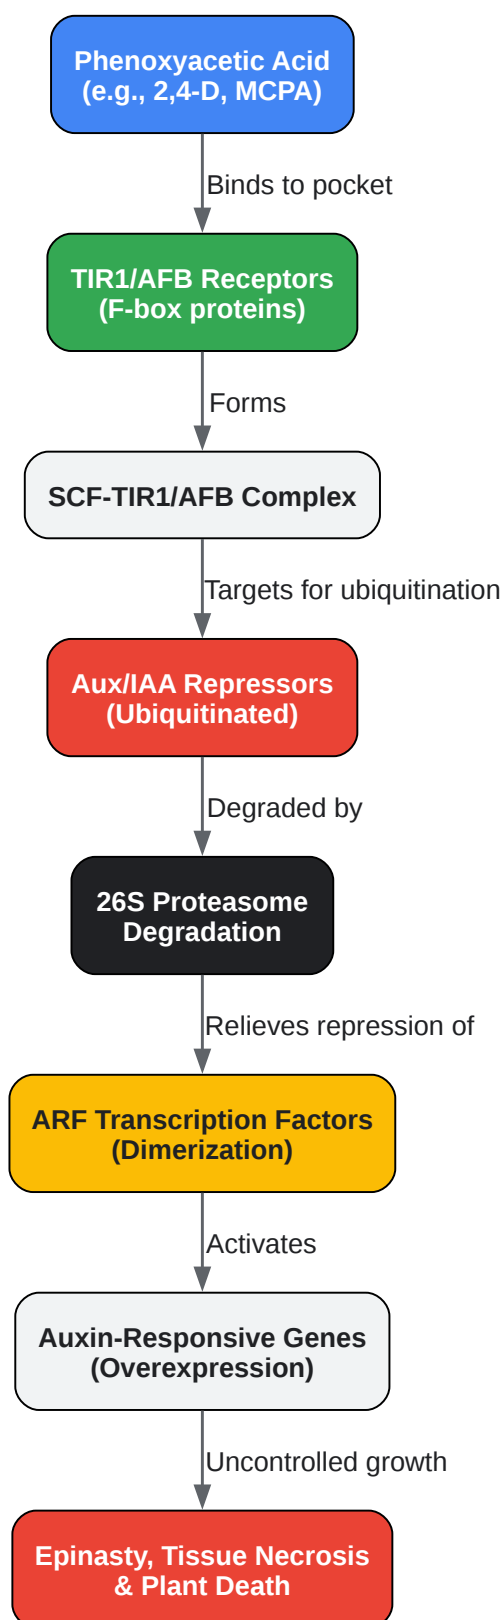 Phenoxyacetic Acid
(e.g., 2,4-D, MCPA)
Binds to pocket
TIR1/AFB Receptors
(F-box proteins)
Forms
SCF-TIR1/AFB Complex
Targets for ubiquitination
Aux/IAA Repressors
(Ubiquitinated)
Degraded by
26S Proteasome
Degradation
Relieves repression of
ARF Transcription Factors
(Dimerization)
Activates
Auxin-Responsive Genes
(Overexpression)
Uncontrolled growth
Epinasty, Tissue Necrosis
& Plant Death